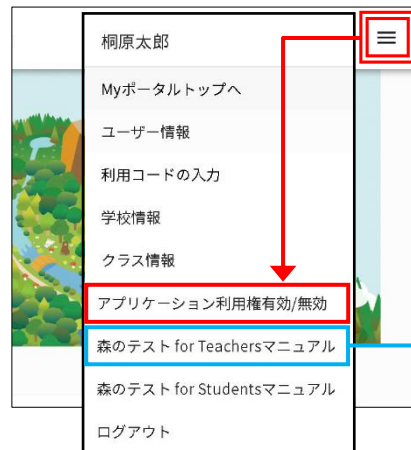 桐原太郎
Myポータルトップへ
ユーザー情報
利用コードの入力
学校情報
クラス情報
アプリケーション利用権有効/無効
森のテスト for Teachersマニュアル
森のテスト for Studentsマニュアル
ログアウト